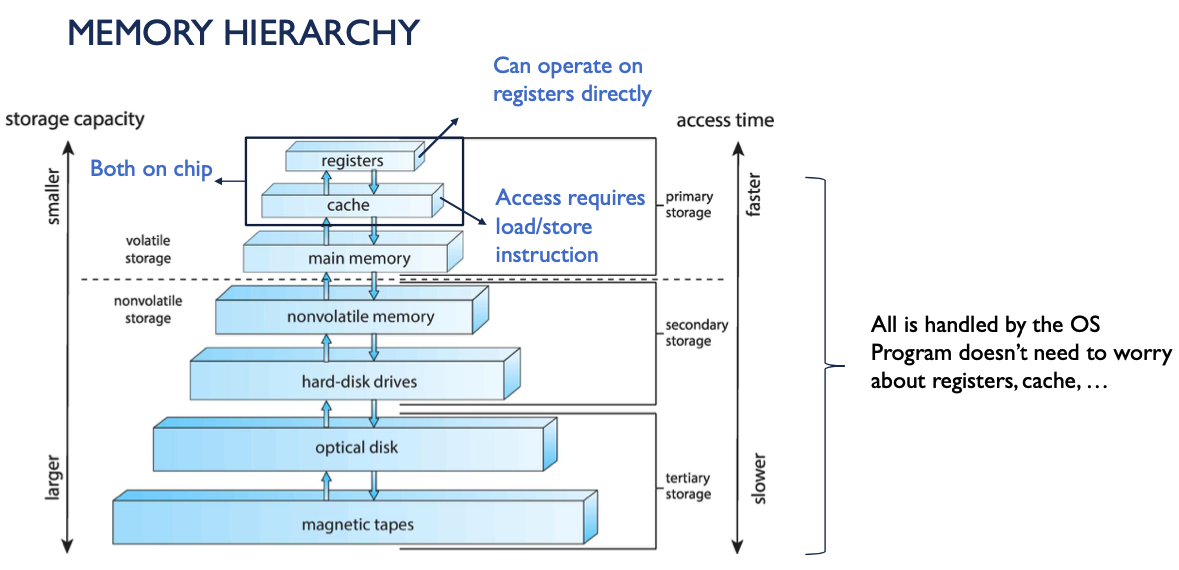 MEMORY HIERARCHY
Can operate on
registers directly
storage capacity
access time
smaller
Both on chip
registers
cache
Access requires
load/store
instruction
primary
storage
faster
volatile
storage
main memory
nonvolatile
storage
nonvolatile memory
secondary
storage
All is handled by the OS
Program doesn't need to worry
about registers, cache, …
hard-disk drives
optical disk
larger
tertiary
storage
slower
magnetic tapes